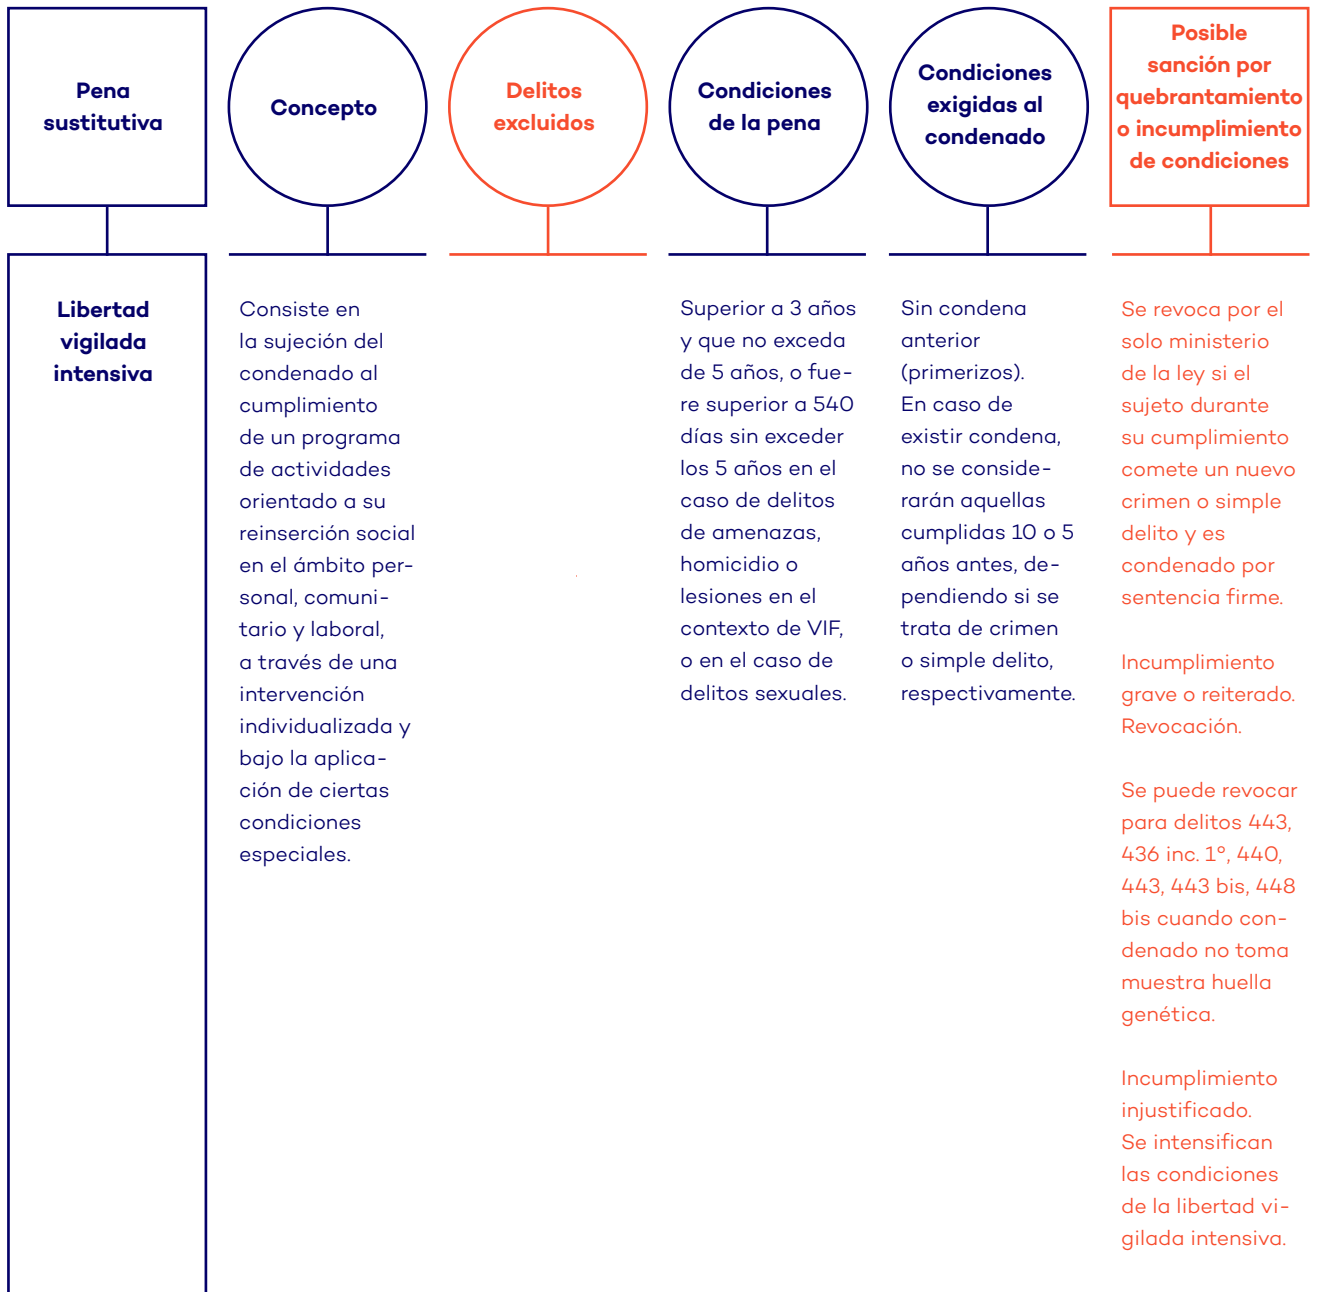 Pena
sustitutiva
Concepto
Delitos
excluidos
Condiciones
de la pena
Condiciones
exigidas al
condenado
Posible
sanción por
quebrantamiento
o incumplimiento
de condiciones
Libertad
vigilada
intensiva
Consiste en
la sujeción del
condenado al
cumplimiento
de un programa
de actividades
orientado a su
reinserción social
en el ámbito per-
sonal, comuni-
tario y laboral,
a través de una
intervención
individualizada y
bajo la aplica-
ción de ciertas
condiciones
especiales.
Superior a 3 años
y que no exceda
de 5 años, o fue-
re superior a 540
días sin exceder
los 5 años en el
caso de delitos
de amenazas,
homicidio o
lesiones en el
contexto de VIF,
o en el caso de
delitos sexuales.
Sin condena
anterior
(primerizos).
En caso de
existir condena,
no se conside-
rarán aquellas
cumplidas 10 o 5
años antes, de-
pendiendo si se
trata de crimen
o simple delito,
respectivamente.
Se revoca por el
solo ministerio
de la ley si el
sujeto durante
su cumplimiento
comete un nuevo
crimen o simple
delito y es
condenado por
sentencia firme.
Incumplimiento
grave o reiterado.
Revocación.
Se puede revocar
para delitos 443,
436 inc. 1°, 440,
443, 443 bis, 448
bis cuando con-
denado no toma
muestra huella
genética.
Incumplimiento
injustificado.
Se intensifican
las condiciones
de la libertad vi-
gilada intensiva.